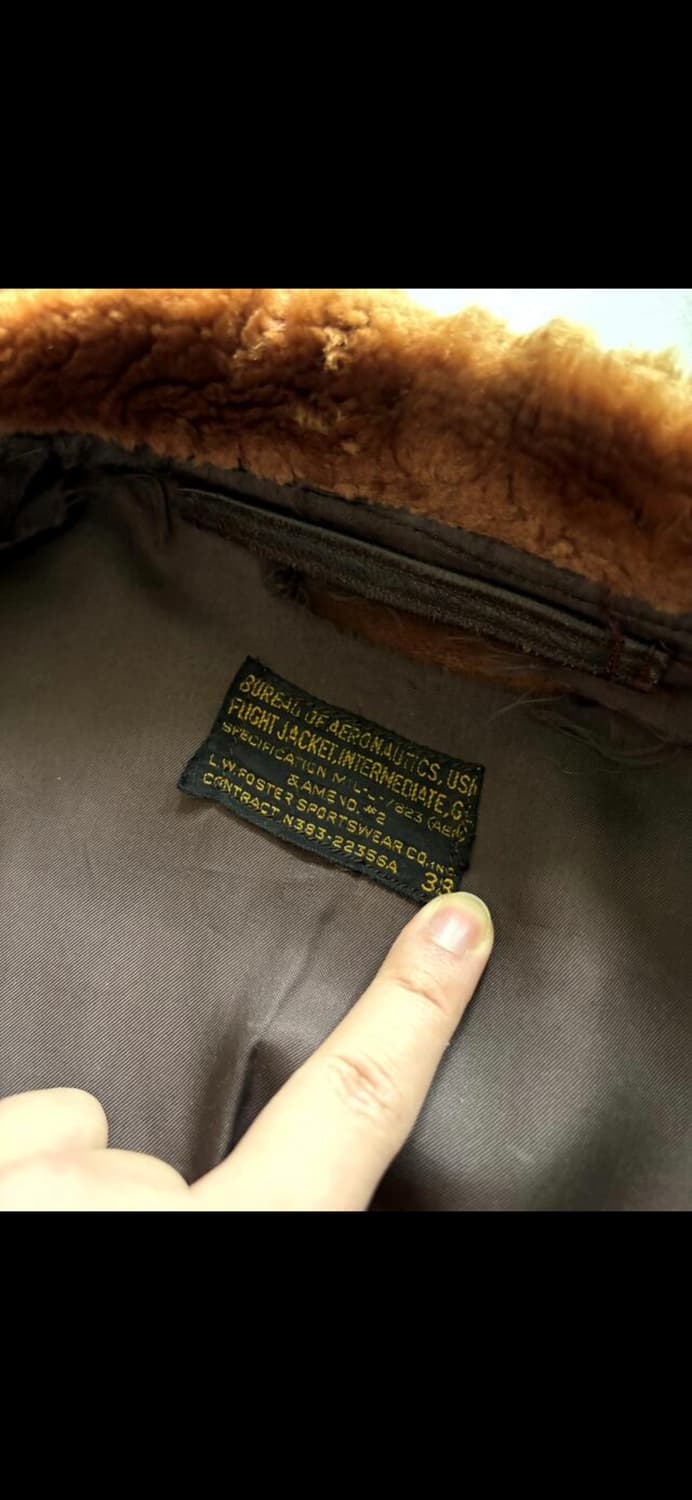 BUREAU OF AERONAUTICS, USN
FLIGHT JACKET, INTERMEDIATE, G
SPECIFICATION MIL- -7823 (AER)
& AMEND. #2
L.W. FOSTER SPORTSWEAR CO., INC
CONTRACT N383-22356A 38